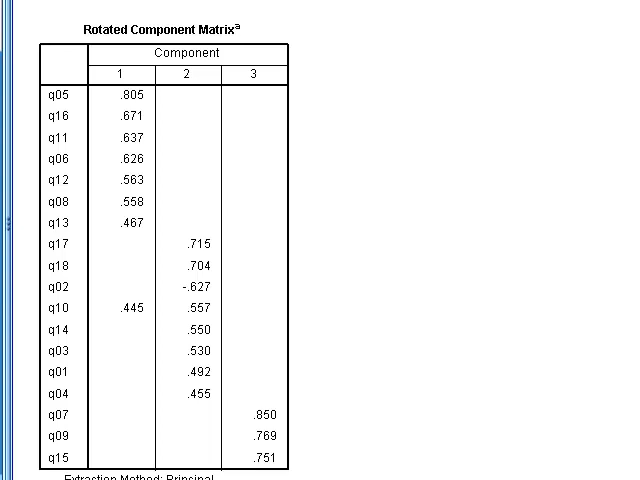 Rotated Component Matrixa
Component
1 2 3
q05 .805
q16 .671
q11 .637
q06 .626
q12 .563
q08 .558
q13 .467
q17 .715
q18 .704
q02 -.627
q10 .445 .557
q14 .550
q03 .530
q01 .492
q04 .455
q07 .850
q09 .769
q15 .751
Extraction Method: Principal